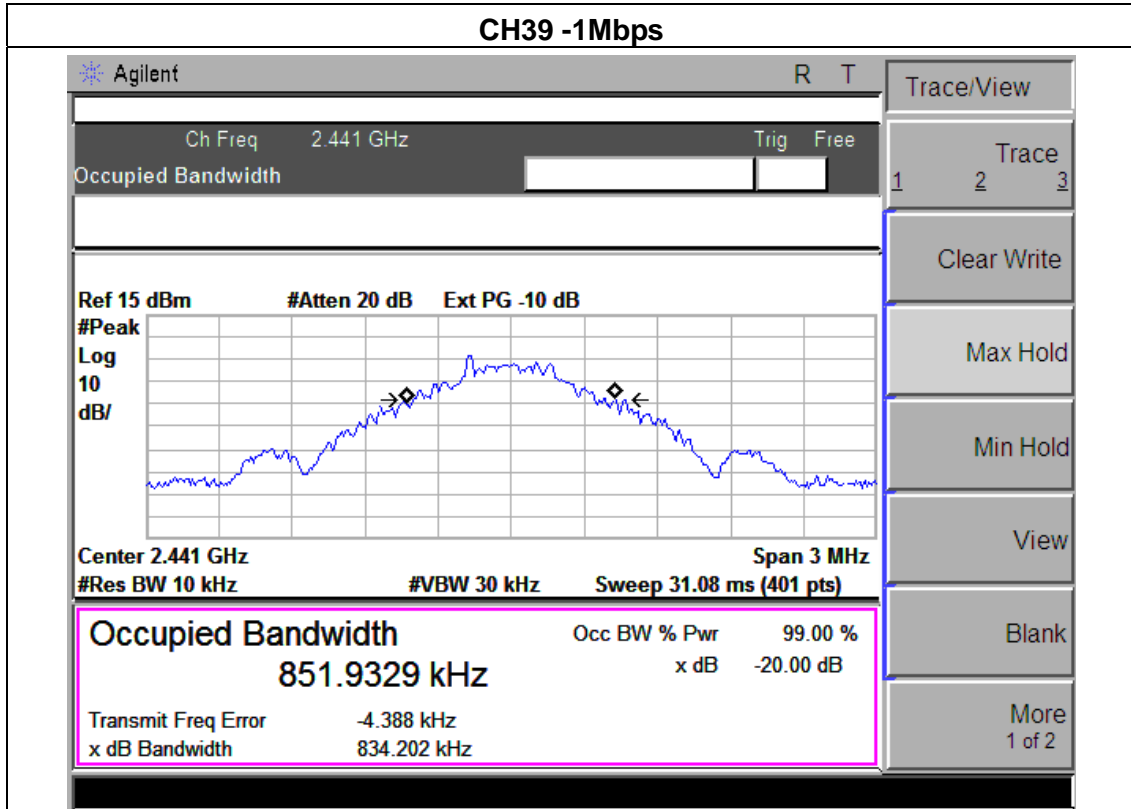 CH39 -1Mbps
Agilent R T
Ch Freq 2.441 GHz Trig Free
Occupied Bandwidth
Ref 15 dBm #Atten 20 dB Ext PG -10 dB
#Peak
Log
10
dB/
Center 2.441 GHz Span 3 MHz
#Res BW 10 kHz #VBW 30 kHz Sweep 31.08 ms (401 pts)
Occupied Bandwidth Occ BW % Pwr 99.00 %
851.9329 kHz x dB -20.00 dB
Transmit Freq Error -4.388 kHz
x dB Bandwidth 834.202 kHz
Trace/View
Trace
1 2 3
Clear Write
Max Hold
Min Hold
View
Blank
More
1 of 2